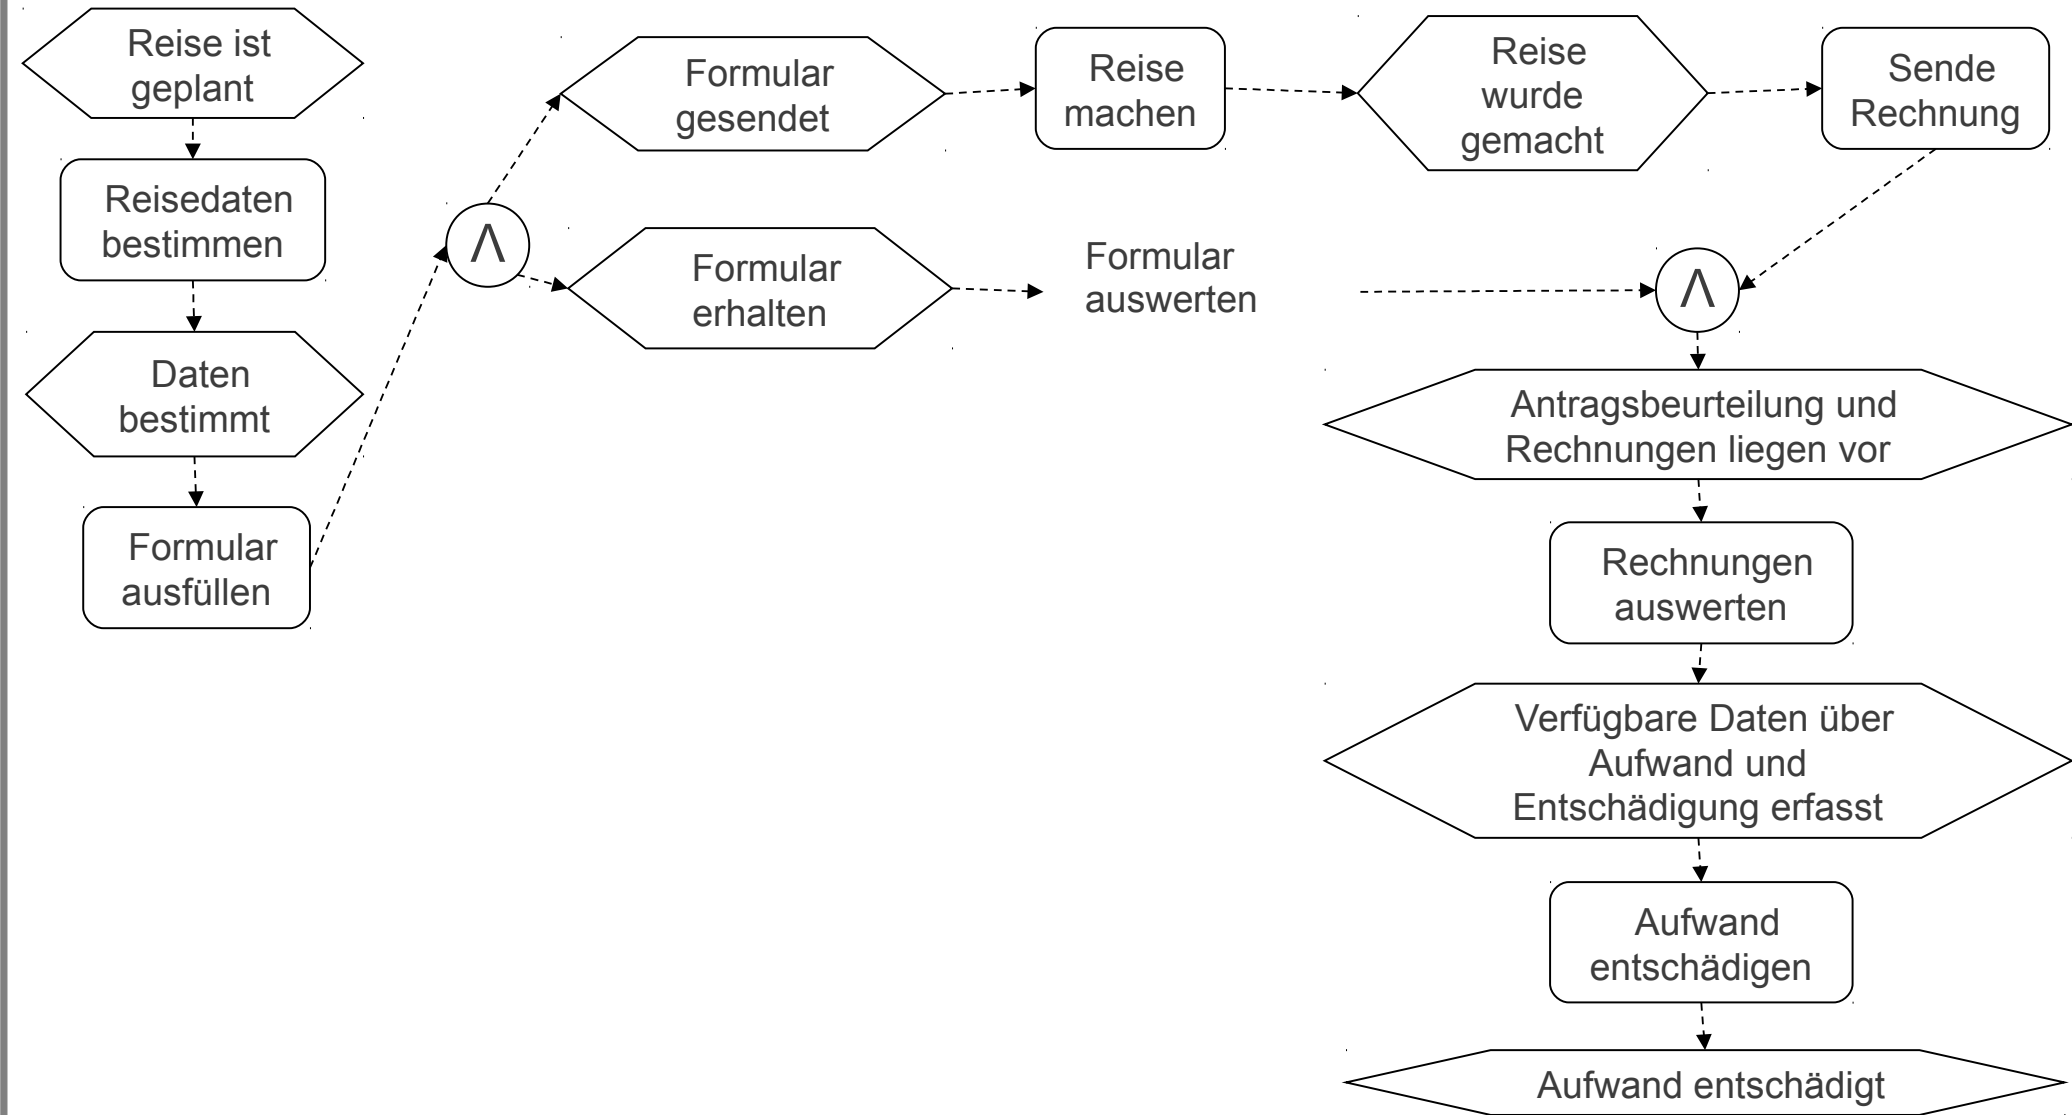 Reise ist
geplant
Reisedaten
bestimmen
Daten
bestimmt
Formular
ausfüllen
Λ
Formular
gesendet
Reise
machen
Reise
wurde
gemacht
Sende
Rechnung
Formular
erhalten
Formular
auswerten
Λ
Antragsbeurteilung und
Rechnungen liegen vor
Rechnungen
auswerten
Verfügbare Daten über
Aufwand und
Entschädigung erfasst
Aufwand
entschädigen
Aufwand entschädigt